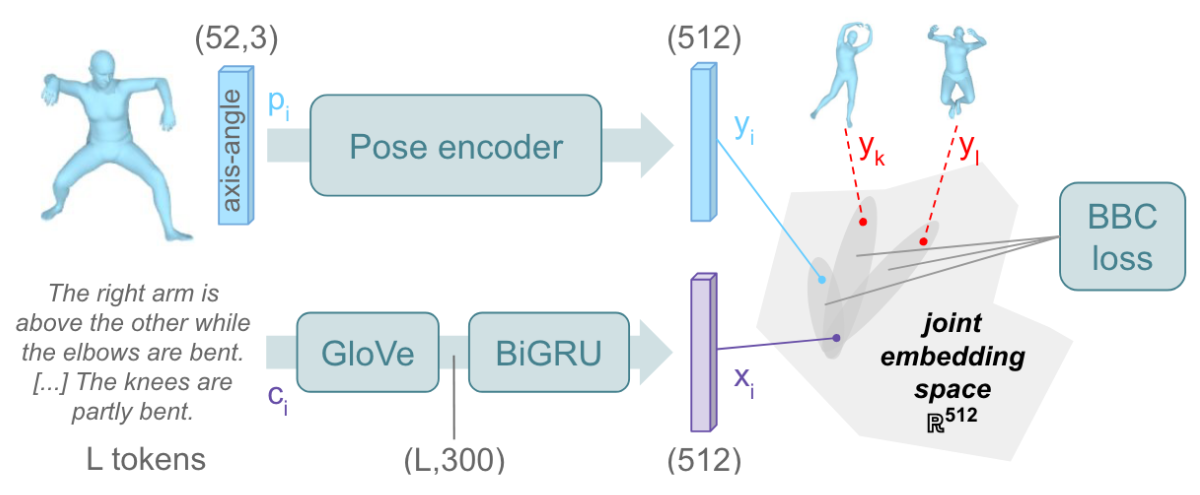 (52,3)
(512)
axis-angle
p_i
Pose encoder
y_i
y_k
y_l
BBC
loss
The right arm is
above the other while
the elbows are bent.
[...] The knees are
partly bent.
L tokens
c_i
GloVe
BiGRU
(L,300)
x_i
(512)
joint
embedding
space
ℝ^512